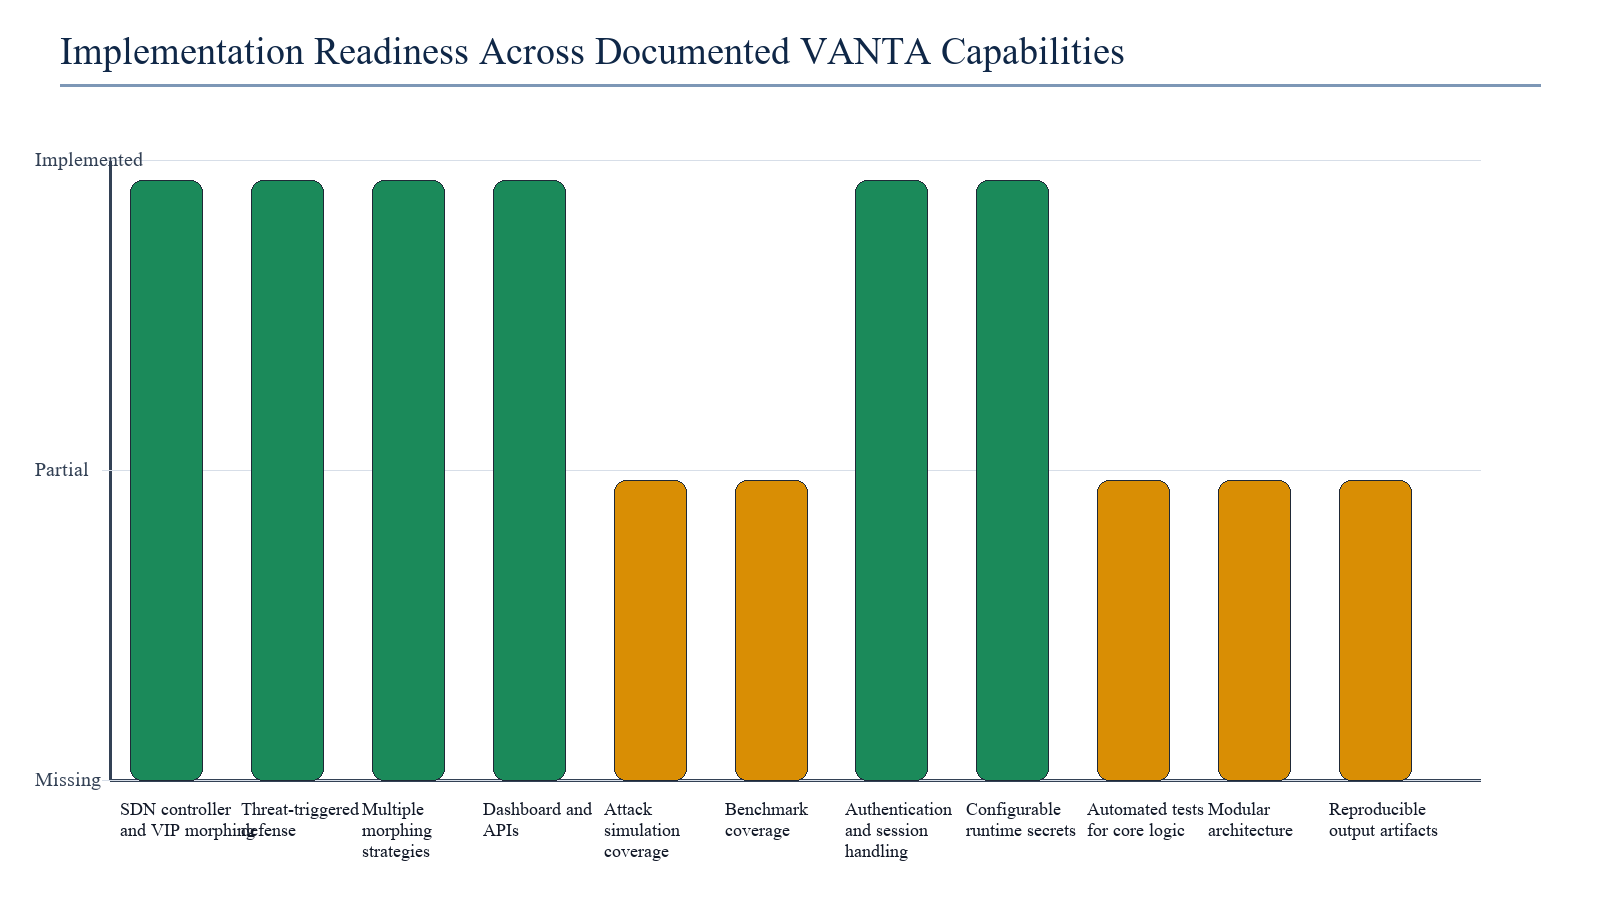 Implementation Readiness Across Documented VANTA Capabilities
Implemented
Partial
Missing
SDN controller
and VIP morphing
Threat-triggered
defense
Multiple
morphing
strategies
Dashboard and
APIs
Attack
simulation
coverage
Benchmark
coverage
Authentication
and session
handling
Configurable
runtime secrets
Automated tests
for core logic
Modular
architecture
Reproducible
output artifacts